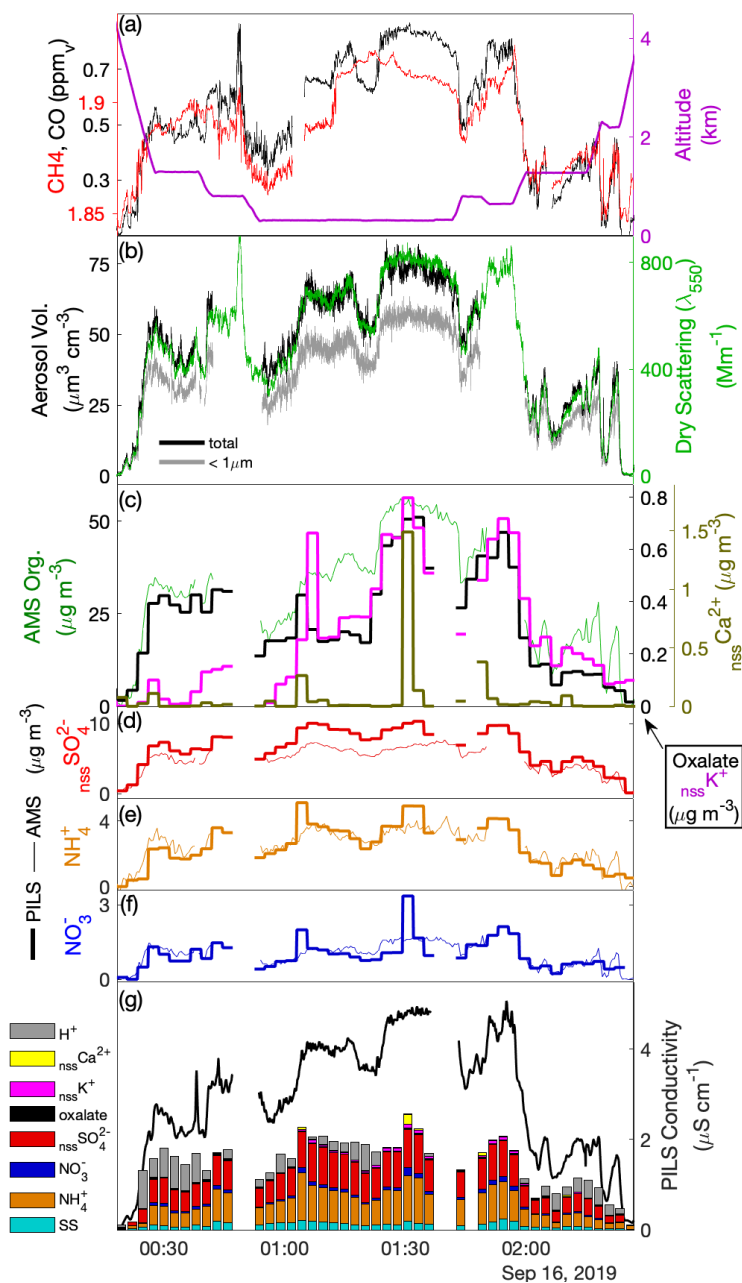 (a)
CH4, CO (ppmv)
0.7
1.9
0.5
0.3
1.85
4
2
0
Altitude
(km)
(b)
Aerosol Vol.
(μm³ cm⁻³)
75
50
25
0
total
< 1μm
800
400
0
Dry Scattering (λ550)
(Mm⁻¹)
(c)
AMS Org.
(μg m⁻³)
50
25
0
0.8
0.6
0.4
0.2
0
1.5
1
0.5
0
nssCa²⁺ (μg m⁻³)
PILS AMS (μg m⁻³)
(d)
nssSO₄²⁻
10
0
Oxalate
nssK⁺
(μg m⁻³)
(e)
NH₄⁺
4
2
0
(f)
NO₃⁻
3
0
(g)
H⁺
nssCa²⁺
nssK⁺
oxalate
nssSO₄²⁻
NO₃⁻
NH₄⁺
SS
4
2
0
PILS Conductivity
(μS cm⁻¹)
00:30 01:00 01:30 02:00
Sep 16, 2019